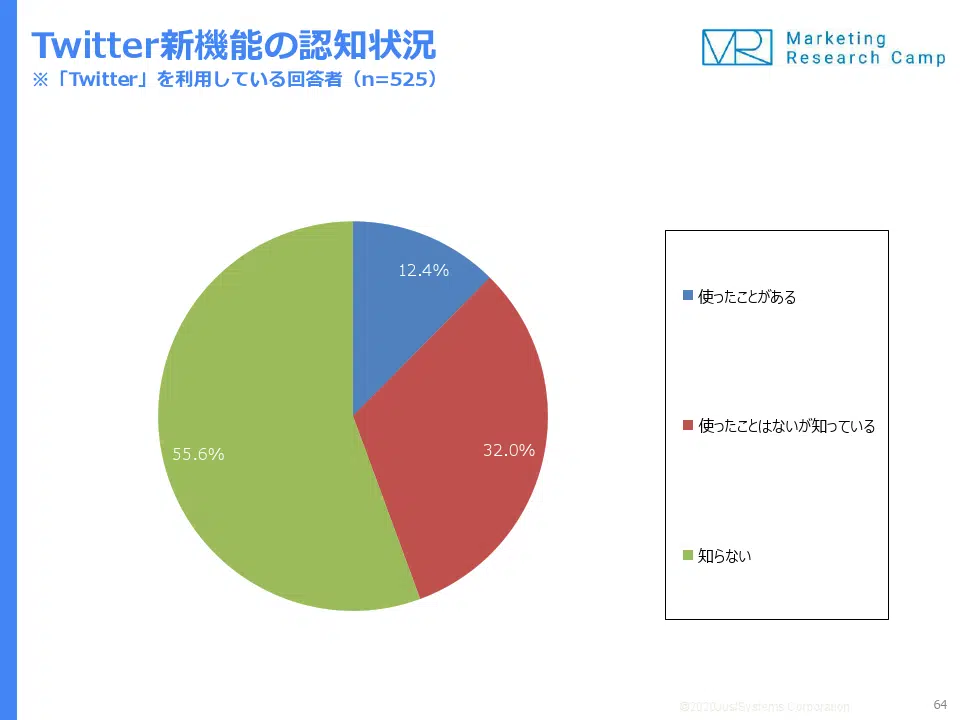 Twitter新機能の認知状況
※「Twitter」を利用している回答者（n=525）
Marketing
Research Camp
12.4%
32.0%
55.6%
使ったことがある
使ったことはないが知っている
知らない
©2020JustSystems Corporation
64